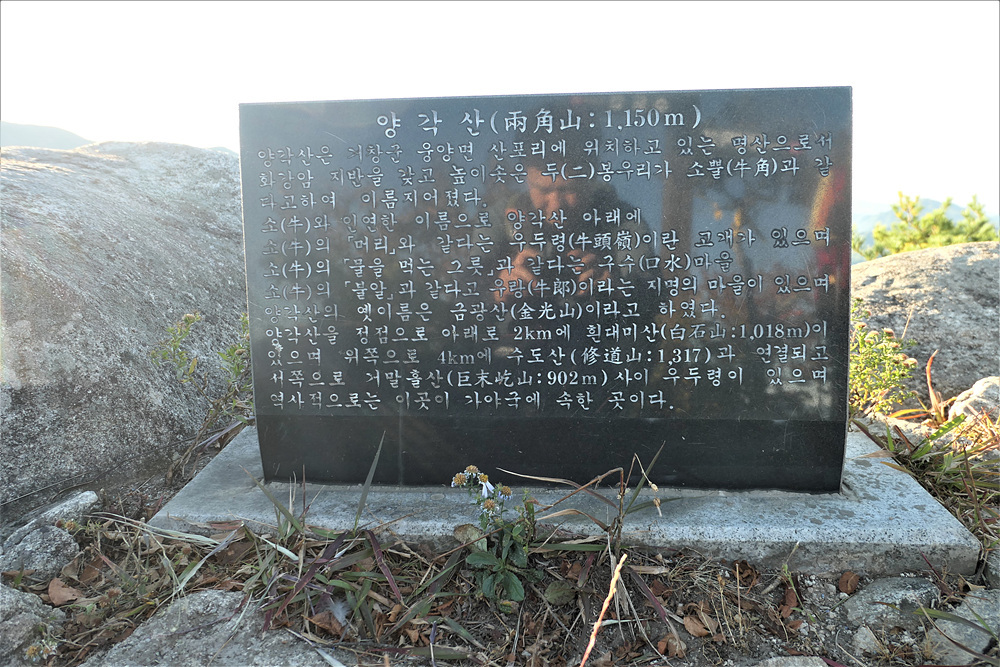 양각산(兩角山:1,150m)
양각산은 거창군 웅양면 산포리에 위치하고 있는 명산으로서
화강암 지반을 갖고 높이솟은 두(二)봉우리가 소뿔(牛角)과 같
다고하여 이름지어졌다.
소(牛)와 인연한 이름으로 양각산 아래에
소(牛)의 「머리」와 같다는 우두령(牛頭嶺)이란 고개가 있으며
소(牛)의 「물을 먹는 그릇」과 같다는 구수(口水)마을
소(牛)의 「불알」과 같다고 우랑(牛郞)이라는 지명의 마을이 있으며
양각산의 옛이름은 금광산(金光山)이라고 하였다.
양각산을 정점으로 아래로 2km에 흰대미산(白石山:1,018m)이
있으며 위쪽으로 4km에 수도산(修道山:1,317)과 연결되고
서쪽으로 거말흘산(巨末屹山:902m)사이 우두령이 있으며
역사적으로는 이곳이 가야국에 속한 곳이다.